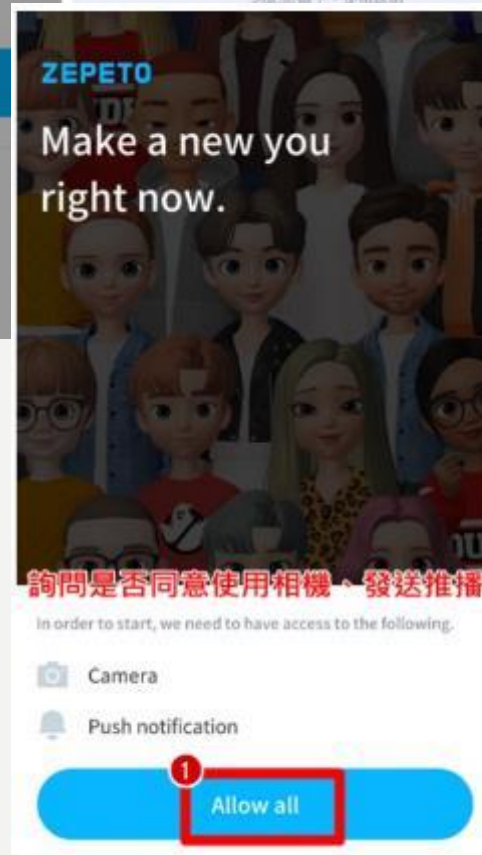 ZEPETO
Make a new you
right now.
詢問是否同意使用相機、發送推播
In order to start, we need to have access to the following.
Camera
Push notification
1
Allow all